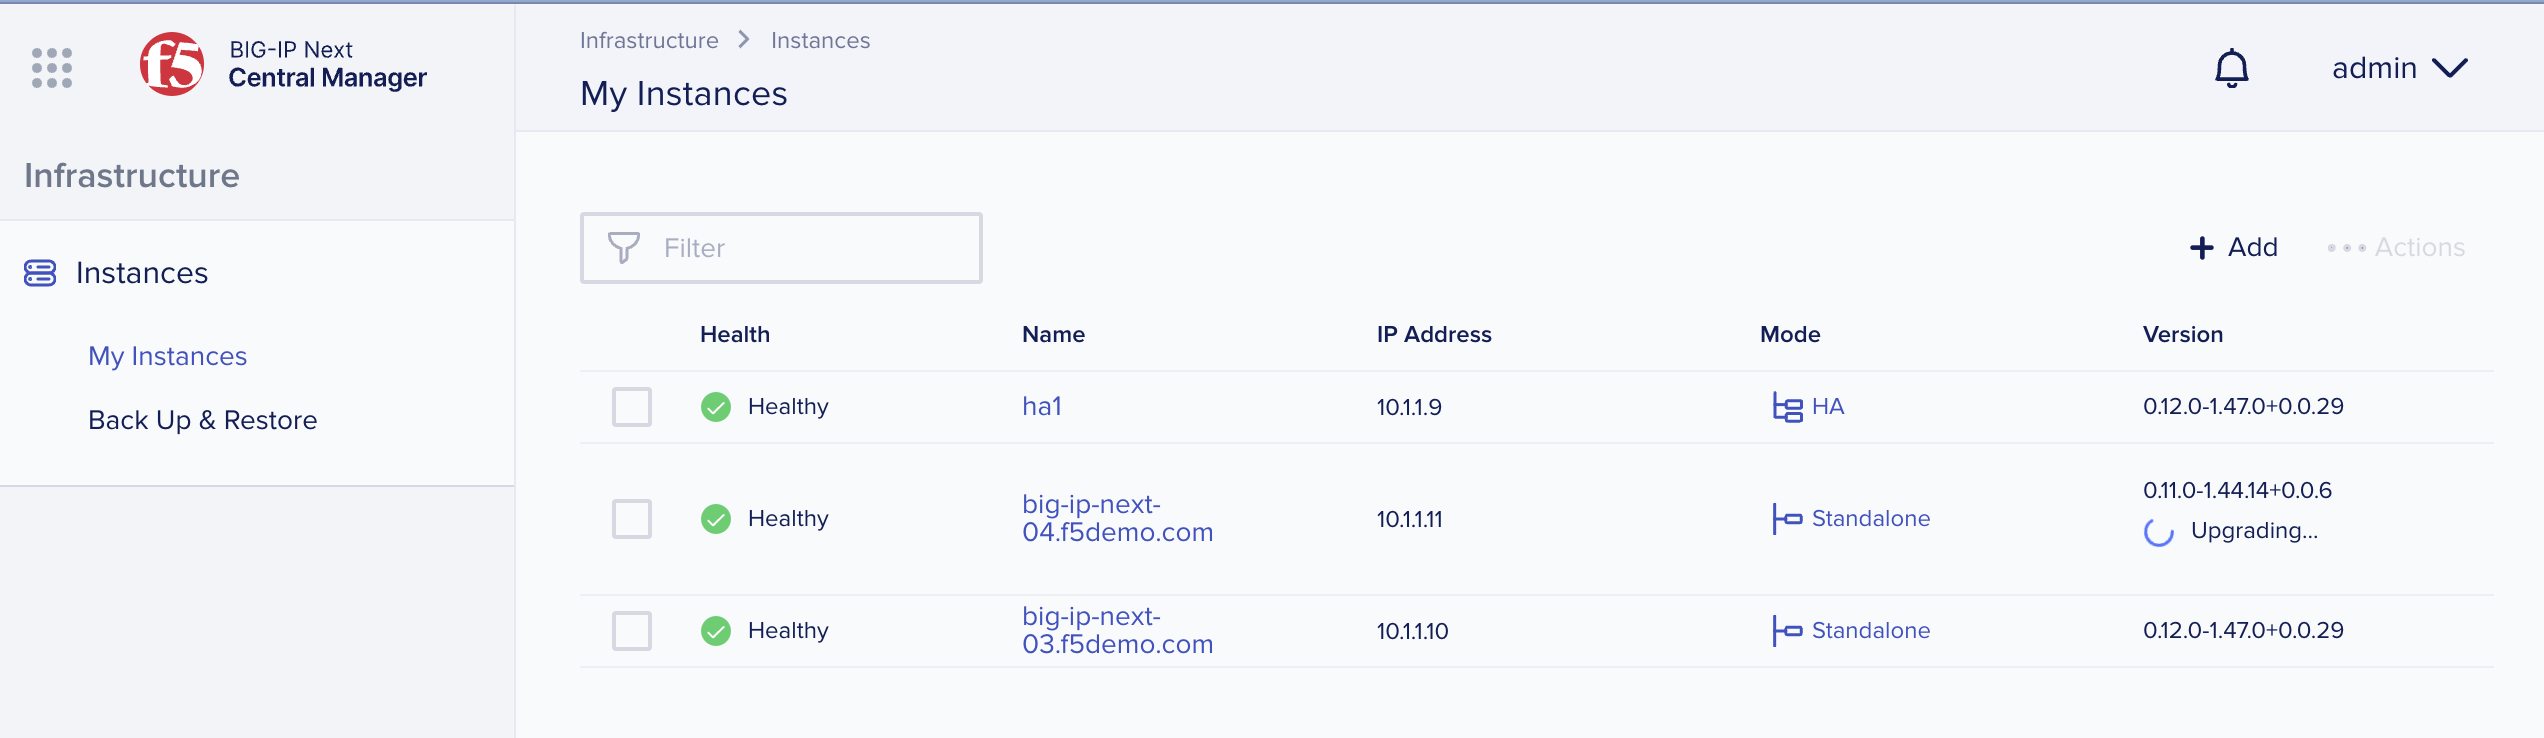 f5
BIG-IP Next
Central Manager
Infrastructure
Instances
My Instances
Back Up & Restore
Infrastructure > Instances
My Instances
admin
Filter
+ Add
••• Actions
Health Name IP Address Mode Version
Healthy ha1 10.1.1.9 HA 0.12.0-1.47.0+0.0.29
Healthy big-ip-next-
04.f5demo.com 10.1.1.11 Standalone 0.11.0-1.44.14+0.0.6
Upgrading...
Healthy big-ip-next-
03.f5demo.com 10.1.1.10 Standalone 0.12.0-1.47.0+0.0.29